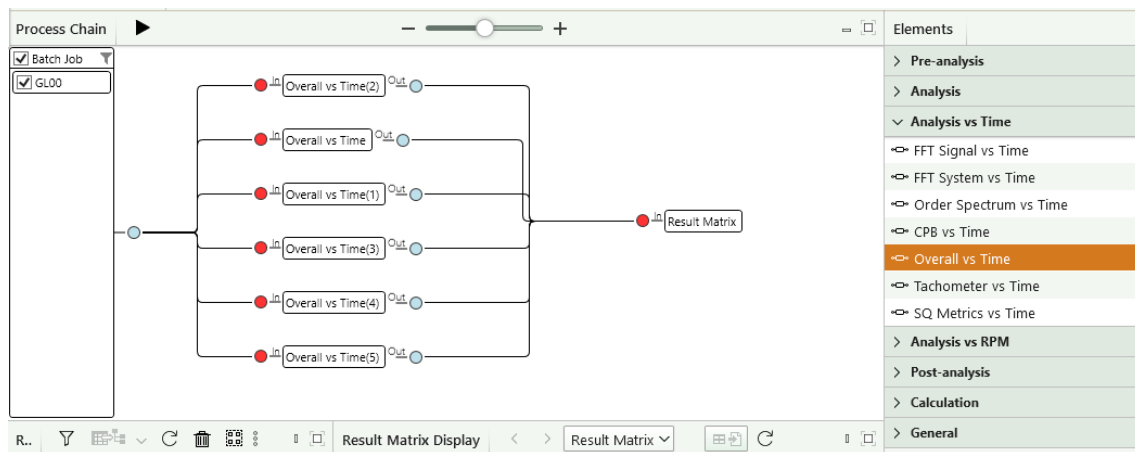 Process Chain
Batch Job
GL00
In Overall vs Time(2) Out
In Overall vs Time Out
In Overall vs Time(1) Out
In Overall vs Time(3) Out
In Overall vs Time(4) Out
In Overall vs Time(5) Out
In Result Matrix
Elements
Pre-analysis
Analysis
Analysis vs Time
FFT Signal vs Time
FFT System vs Time
Order Spectrum vs Time
CPB vs Time
Overall vs Time
Tachometer vs Time
SQ Metrics vs Time
Analysis vs RPM
Post-analysis
Calculation
General
R.. Result Matrix Display Result Matrix